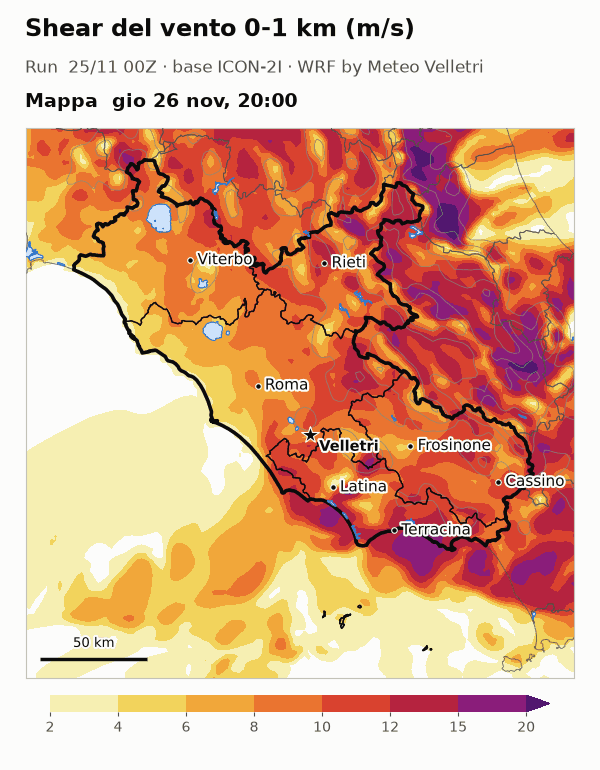 Shear del vento 0-1 km (m/s)
Run 25/11 00Z · base ICON-2I · WRF by Meteo Velletri
Mappa gio 26 nov, 20:00
Viterbo
Rieti
Roma
Velletri
Frosinone
Latina
Cassino
Terracina
50 km
2 4 6 8 10 12 15 20